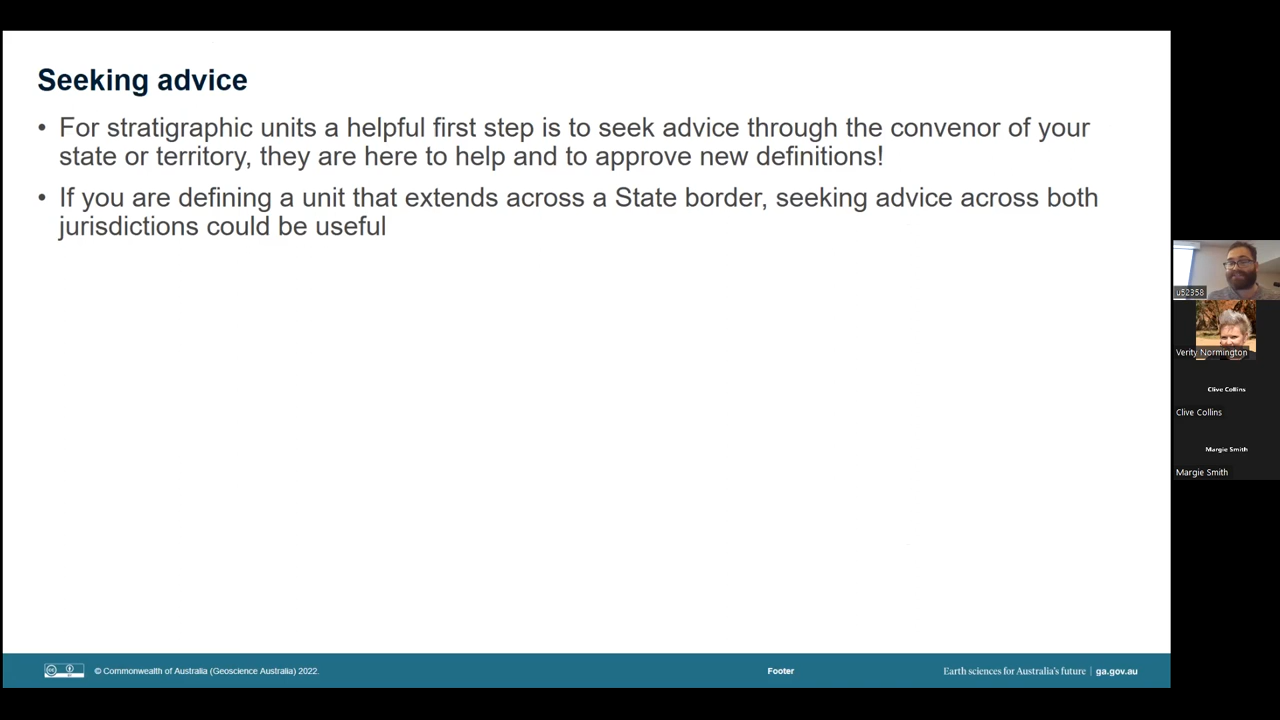 Seeking advice
• For stratigraphic units a helpful first step is to seek advice through the convenor of your
state or territory, they are here to help and to approve new definitions!
• If you are defining a unit that extends across a State border, seeking advice across both
jurisdictions could be useful
u52358
Verity Normington
Clive Collins
Clive Collins
Margie Smith
Margie Smith
© Commonwealth of Australia (Geoscience Australia) 2022.
Footer
Earth sciences for Australia's future | ga.gov.au